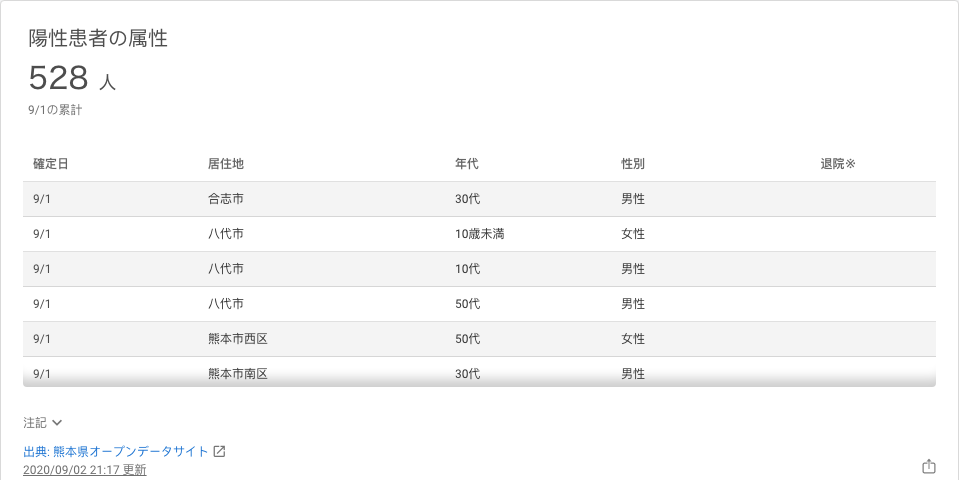 陽性患者の属性
528 人
9/1の累計
確定日 居住地 年代 性別 退院※
9/1 合志市 30代 男性
9/1 八代市 10歳未満 女性
9/1 八代市 10代 男性
9/1 八代市 50代 男性
9/1 熊本市西区 50代 女性
9/1 熊本市南区 30代 男性
注記
出典: 熊本県オープンデータサイト
2020/09/02 21:17 更新